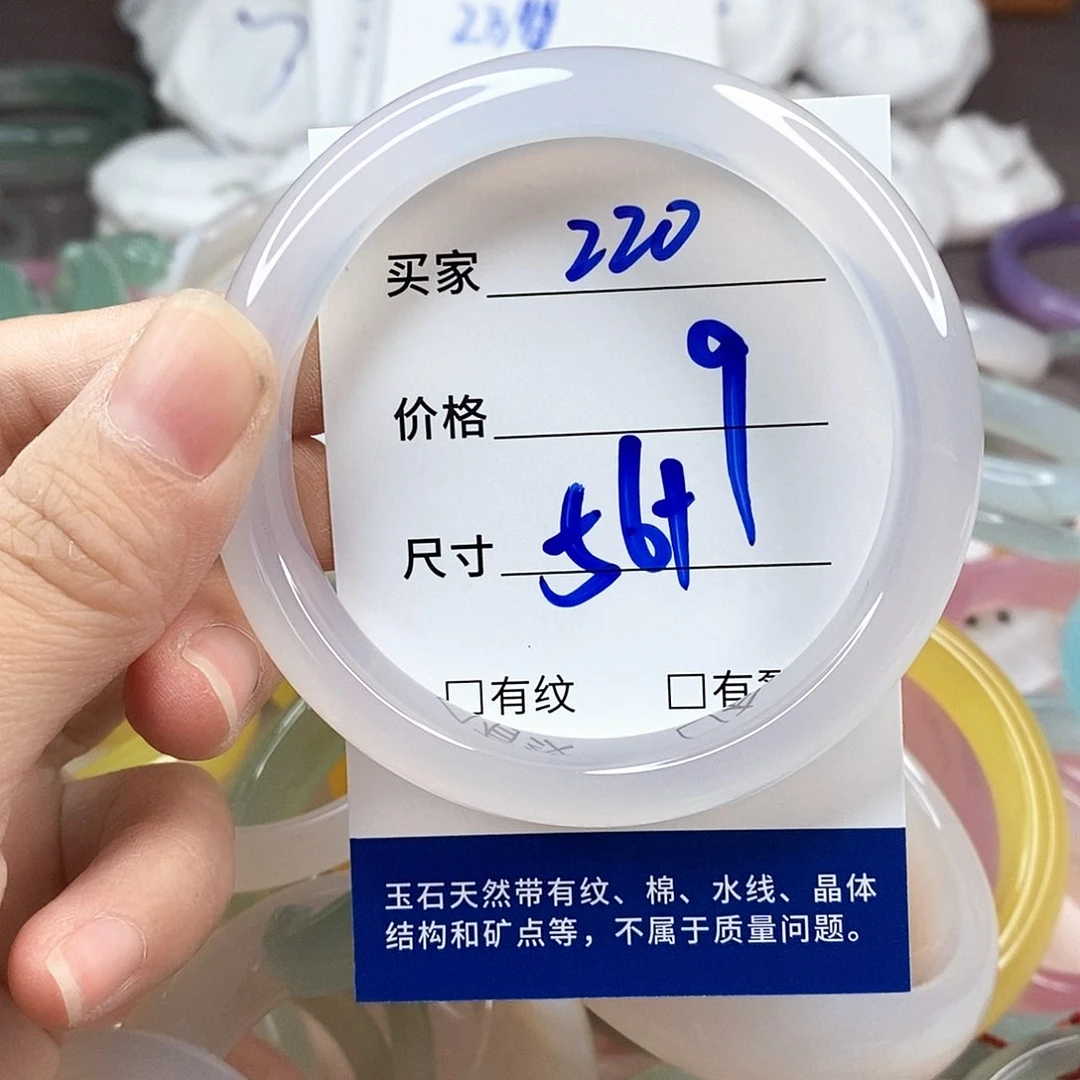 买家 220
价格 9
尺寸 56+
□有纹 □有
玉石天然带有纹、棉、水线、晶体
结构和矿点等，不属于质量问题。